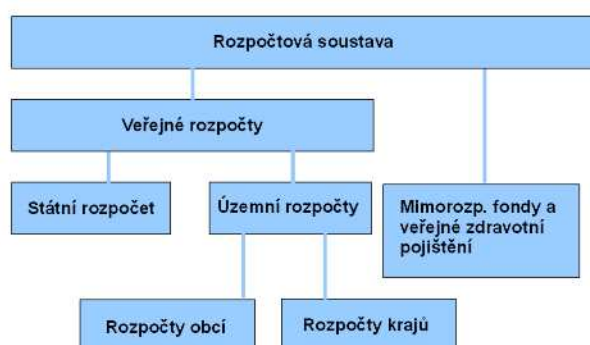 Rozpočtová soustava
Veřejné rozpočty
Státní rozpočet
Územní rozpočty
Mimorozp. fondy a
veřejné zdravotní
pojištění
Rozpočty obcí
Rozpočty krajů